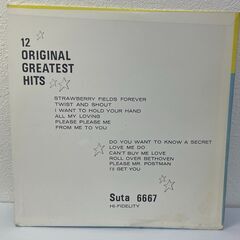 12
ORIGINAL
GREATEST
HITS
STRAWBERRY FIELDS FOREVER
TWIST AND SHOUT
I WANT TO HOLD YOUR HAND
ALL MY LOVING
PLEASE PLEASE ME
FROM ME TO YOU
DO YOU WANT TO KNOW A SECRET
LOVE ME DO
CAN'T BUY ME LOVE
ROLL OVER BETHOVEN
PLEASE MR. POSTMAN
I'll GET YOU
Suta 6667
HI-FIDELITY